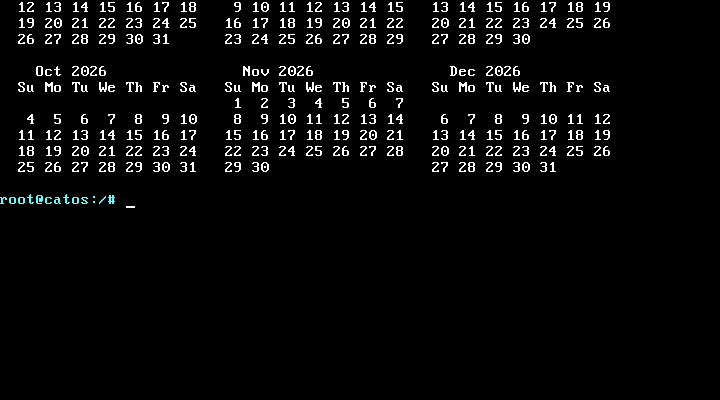 12 13 14 15 16 17 18    9 10 11 12 13 14 15   13 14 15 16 17 18 19
19 20 21 22 23 24 25   16 17 18 19 20 21 22   20 21 22 23 24 25 26
26 27 28 29 30 31      23 24 25 26 27 28 29   27 28 29 30
Oct 2026                Nov 2026                Dec 2026
Su Mo Tu We Th Fr Sa   Su Mo Tu We Th Fr Sa   Su Mo Tu We Th Fr Sa
1  2  3  4  5  6  7
4  5  6  7  8  9 10    8  9 10 11 12 13 14    6  7  8  9 10 11 12
11 12 13 14 15 16 17   15 16 17 18 19 20 21   13 14 15 16 17 18 19
18 19 20 21 22 23 24   22 23 24 25 26 27 28   20 21 22 23 24 25 26
25 26 27 28 29 30 31   29 30                  27 28 29 30 31
root@catos:/# _